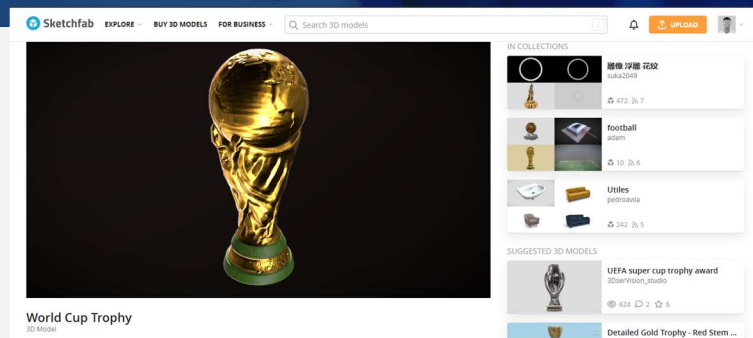 Sketchfab EXPLORE BUY 3D MODELS FOR BUSINESS Search 3D models / UPLOAD
IN COLLECTIONS
雕像 浮雕 花纹
suka2049
472 7
football
adam
10 6
Utiles
pedroavila
242 5
SUGGESTED 3D MODELS
UEFA super cup trophy award
3DserVision_studio
624 2 6
Detailed Gold Trophy - Red Stem ...
World Cup Trophy
3D Model